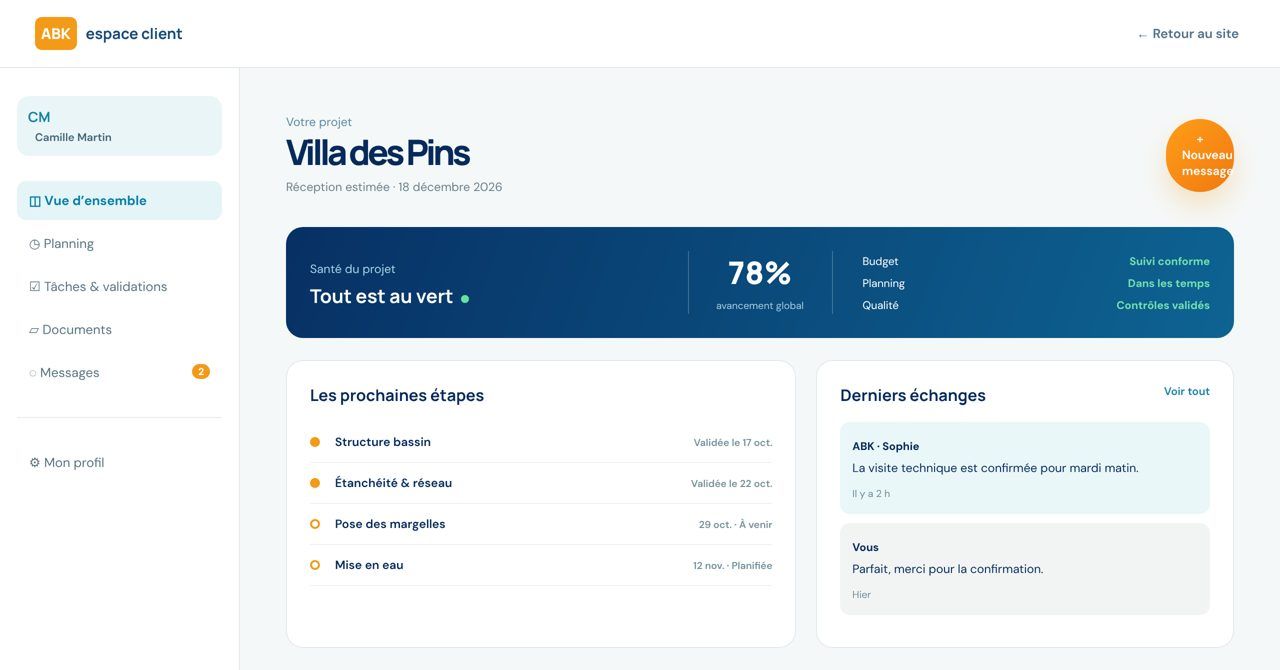 ABK espace client
← Retour au site
CM
Camille Martin
Vue d’ensemble
Planning
Tâches & validations
Documents
Messages 2
Mon profil
Votre projet
Villa des Pins
Réception estimée · 18 décembre 2026
+
Nouveau
message
Santé du projet
Tout est au vert
78%
avancement global
Budget Suivi conforme
Planning Dans les temps
Qualité Contrôles validés
Les prochaines étapes
Structure bassin Validée le 17 oct.
Étanchéité & réseau Validée le 22 oct.
Pose des margelles 29 oct. · À venir
Mise en eau 12 nov. · Planifiée
Derniers échanges Voir tout
ABK · Sophie
La visite technique est confirmée pour mardi matin.
Il y a 2 h
Vous
Parfait, merci pour la confirmation.
Hier